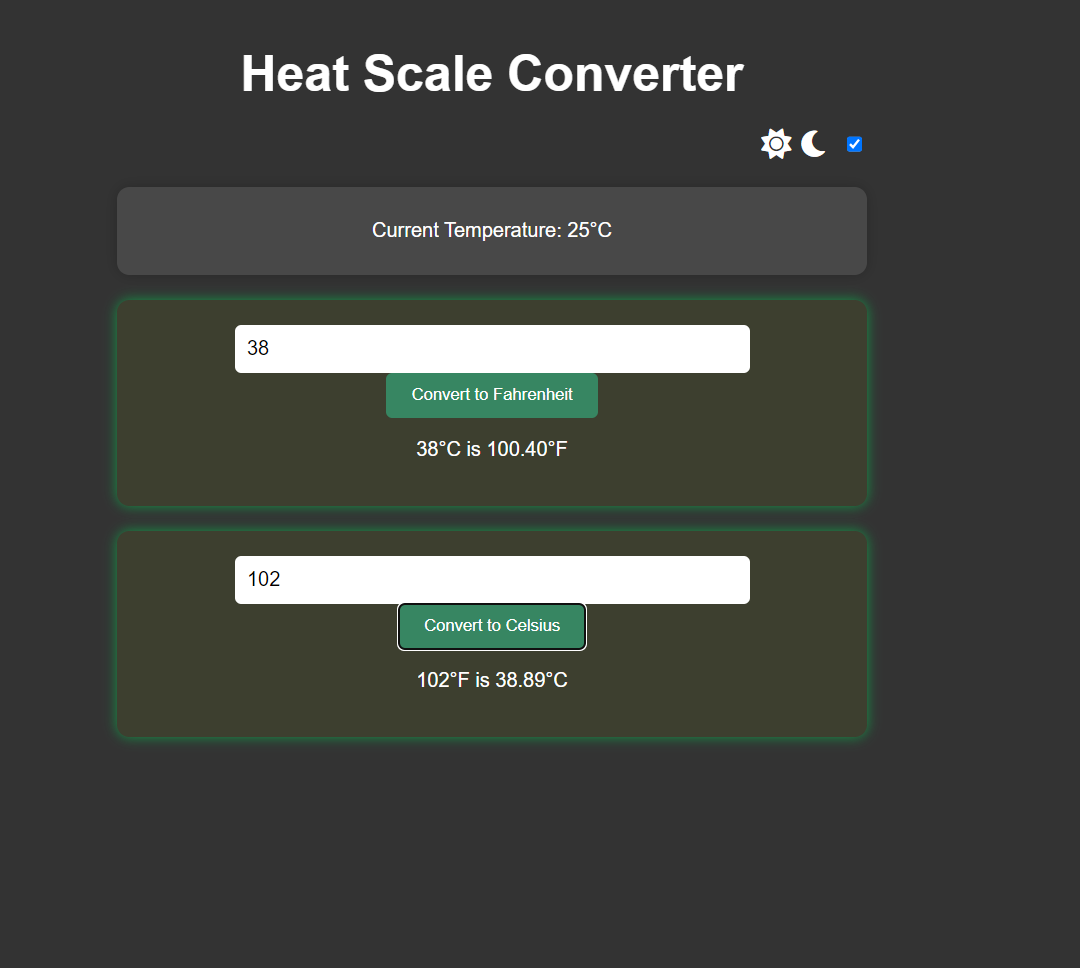 Heat Scale Converter
Current Temperature: 25°C
38
Convert to Fahrenheit
38°C is 100.40°F
102
Convert to Celsius
102°F is 38.89°C